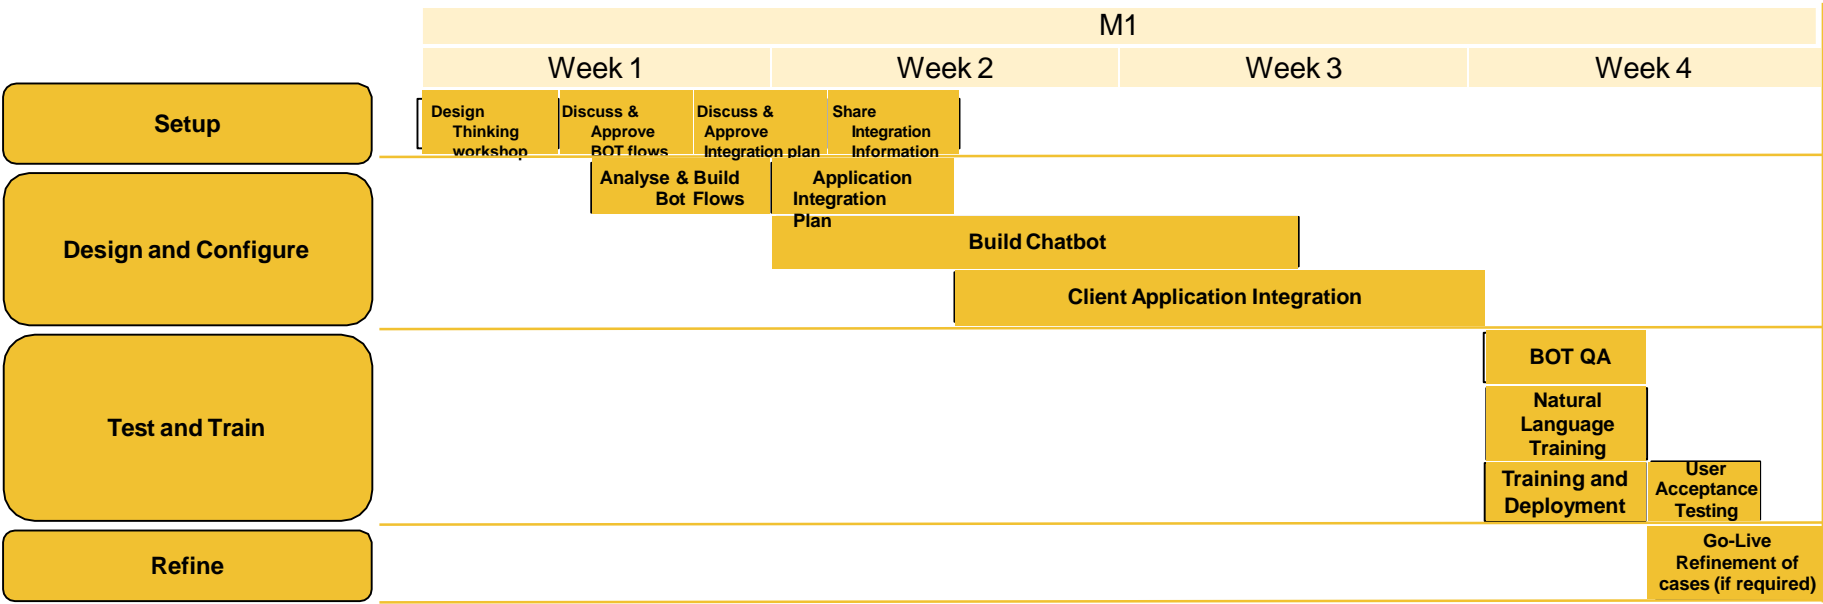 M1
Week 1
Week 2
Week 3
Week 4
Setup
Design
Thinking
workshop
Discuss &
Approve
BOT flows
Discuss &
Approve
Integration plan
Share
Integration
Information
Design and Configure
Analyse & Build
Bot Flows
Application
Integration
Plan
Build Chatbot
Client Application Integration
Test and Train
BOT QA
Natural
Language
Training
Training and
Deployment
User
Acceptance
Testing
Refine
Go-Live
Refinement of
cases (if required)